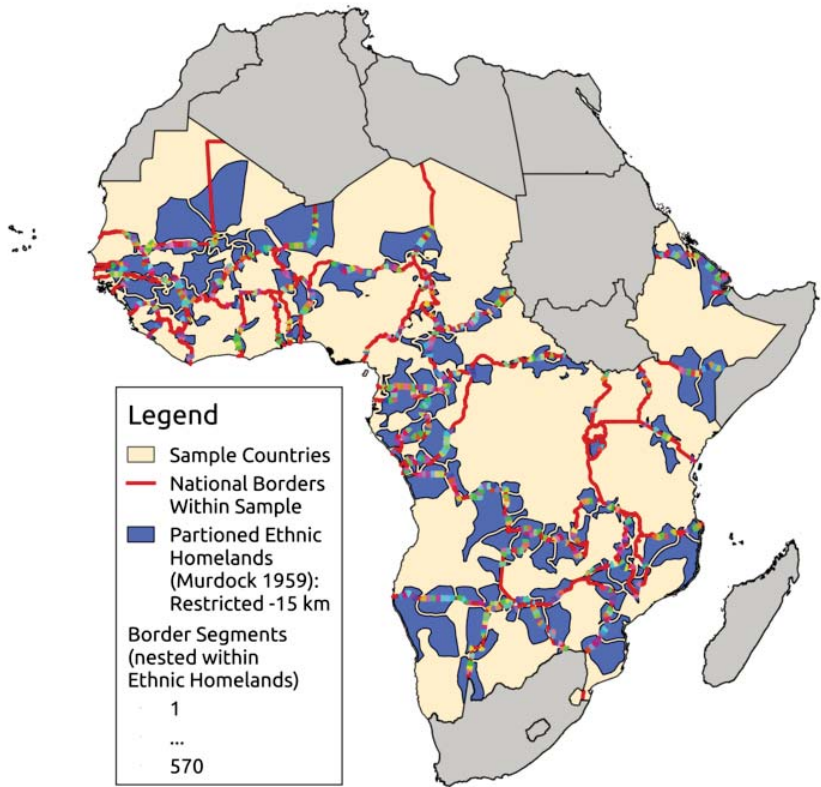 Legend
Sample Countries
National Borders
Within Sample
Partioned Ethnic
Homelands
(Murdock 1959):
Restricted -15 km
Border Segments
(nested within
Ethnic Homelands)
1
...
570